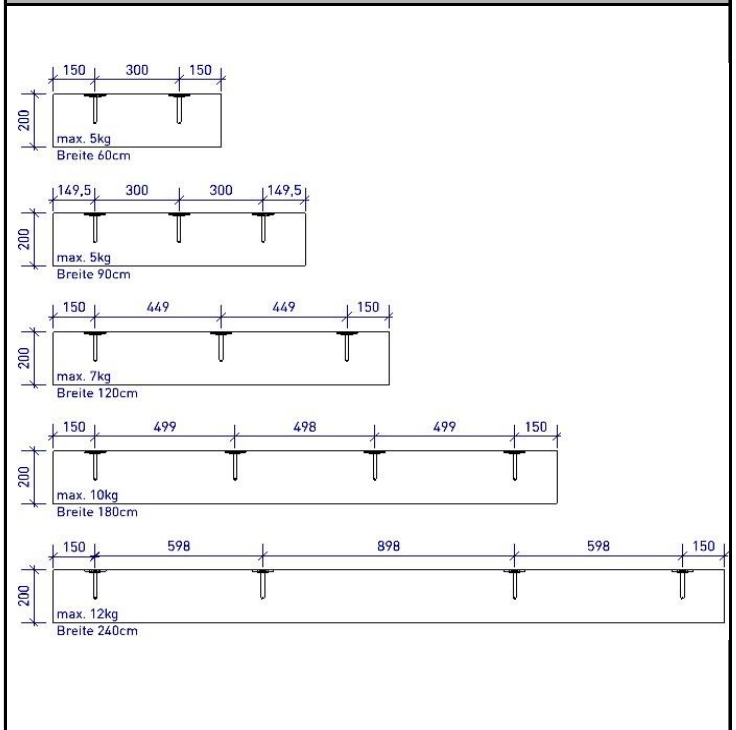 150 300 150
200
max. 5kg
Breite 60cm
149,5 300 300 149,5
200
max. 5kg
Breite 90cm
150 449 449 150
200
max. 7kg
Breite 120cm
150 499 498 499 150
200
max. 10kg
Breite 180cm
150 598 898 598 150
200
max. 12kg
Breite 240cm